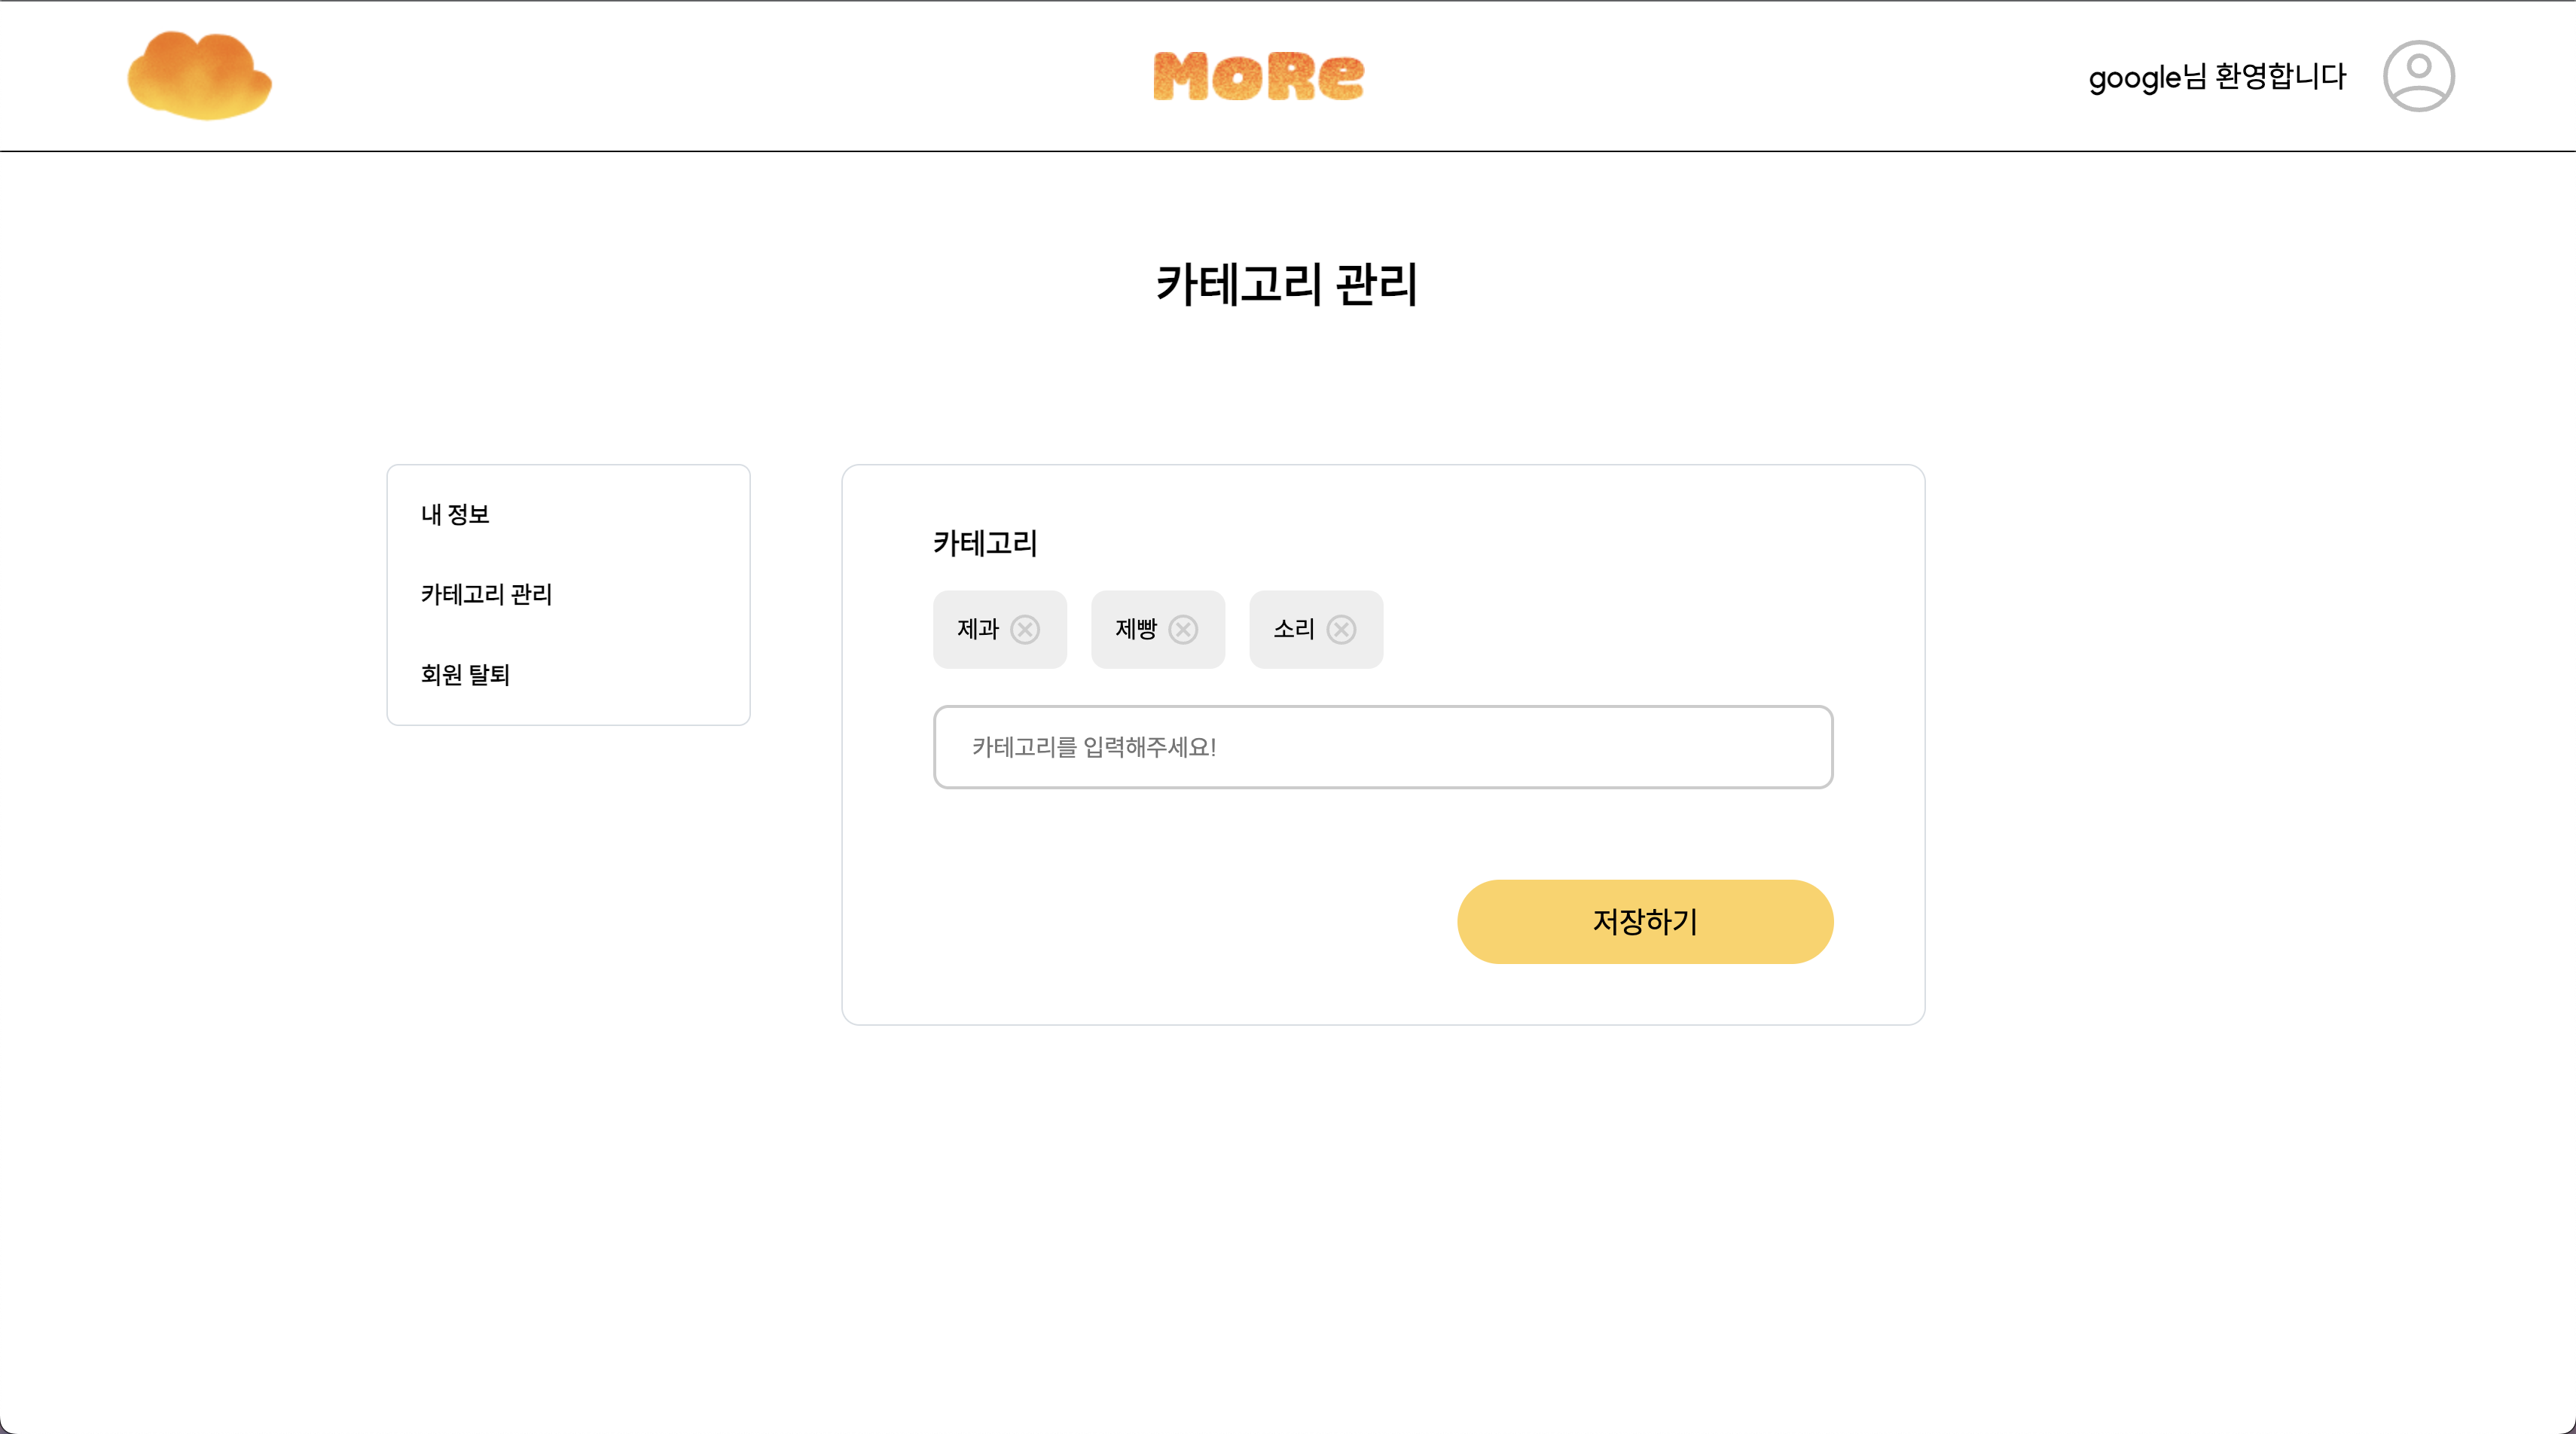 MoRe
google님 환영합니다
카테고리 관리
내 정보
카테고리 관리
회원 탈퇴
카테고리
제과 제빵 소리
카테고리를 입력해주세요!
저장하기